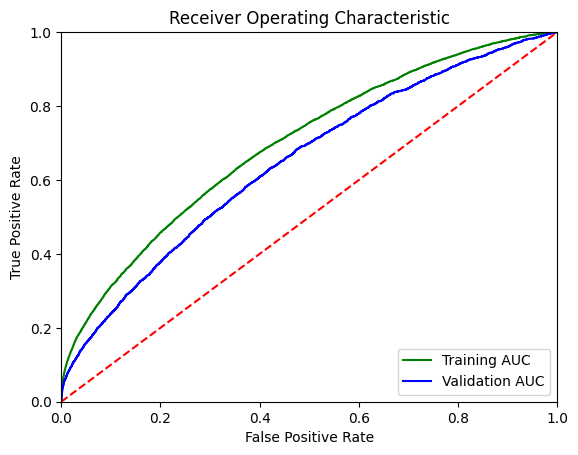 Receiver Operating Characteristic
1.0
0.8
0.6
0.4
0.2
0.0
True Positive Rate
Training AUC
Validation AUC
0.0 0.2 0.4 0.6 0.8 1.0
False Positive Rate